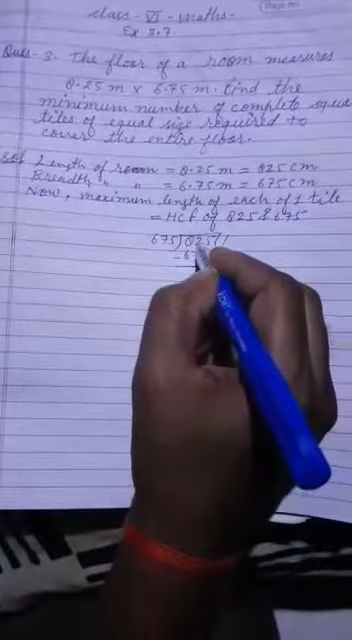 class - VI - maths -
Ex 3.7
Ques - 3. The floor of a room measures
8.25 m x 6.75 m. find the
minimum number of complete square
tiles of equal size required to
cover the entire floor.
Sol Length of room = 8.25 m = 825 cm
Breadth " " = 6.75 m = 675 cm
Now, maximum length of each of 1 tile
= HCF of 825 & 675
675) 825 (1
- 6